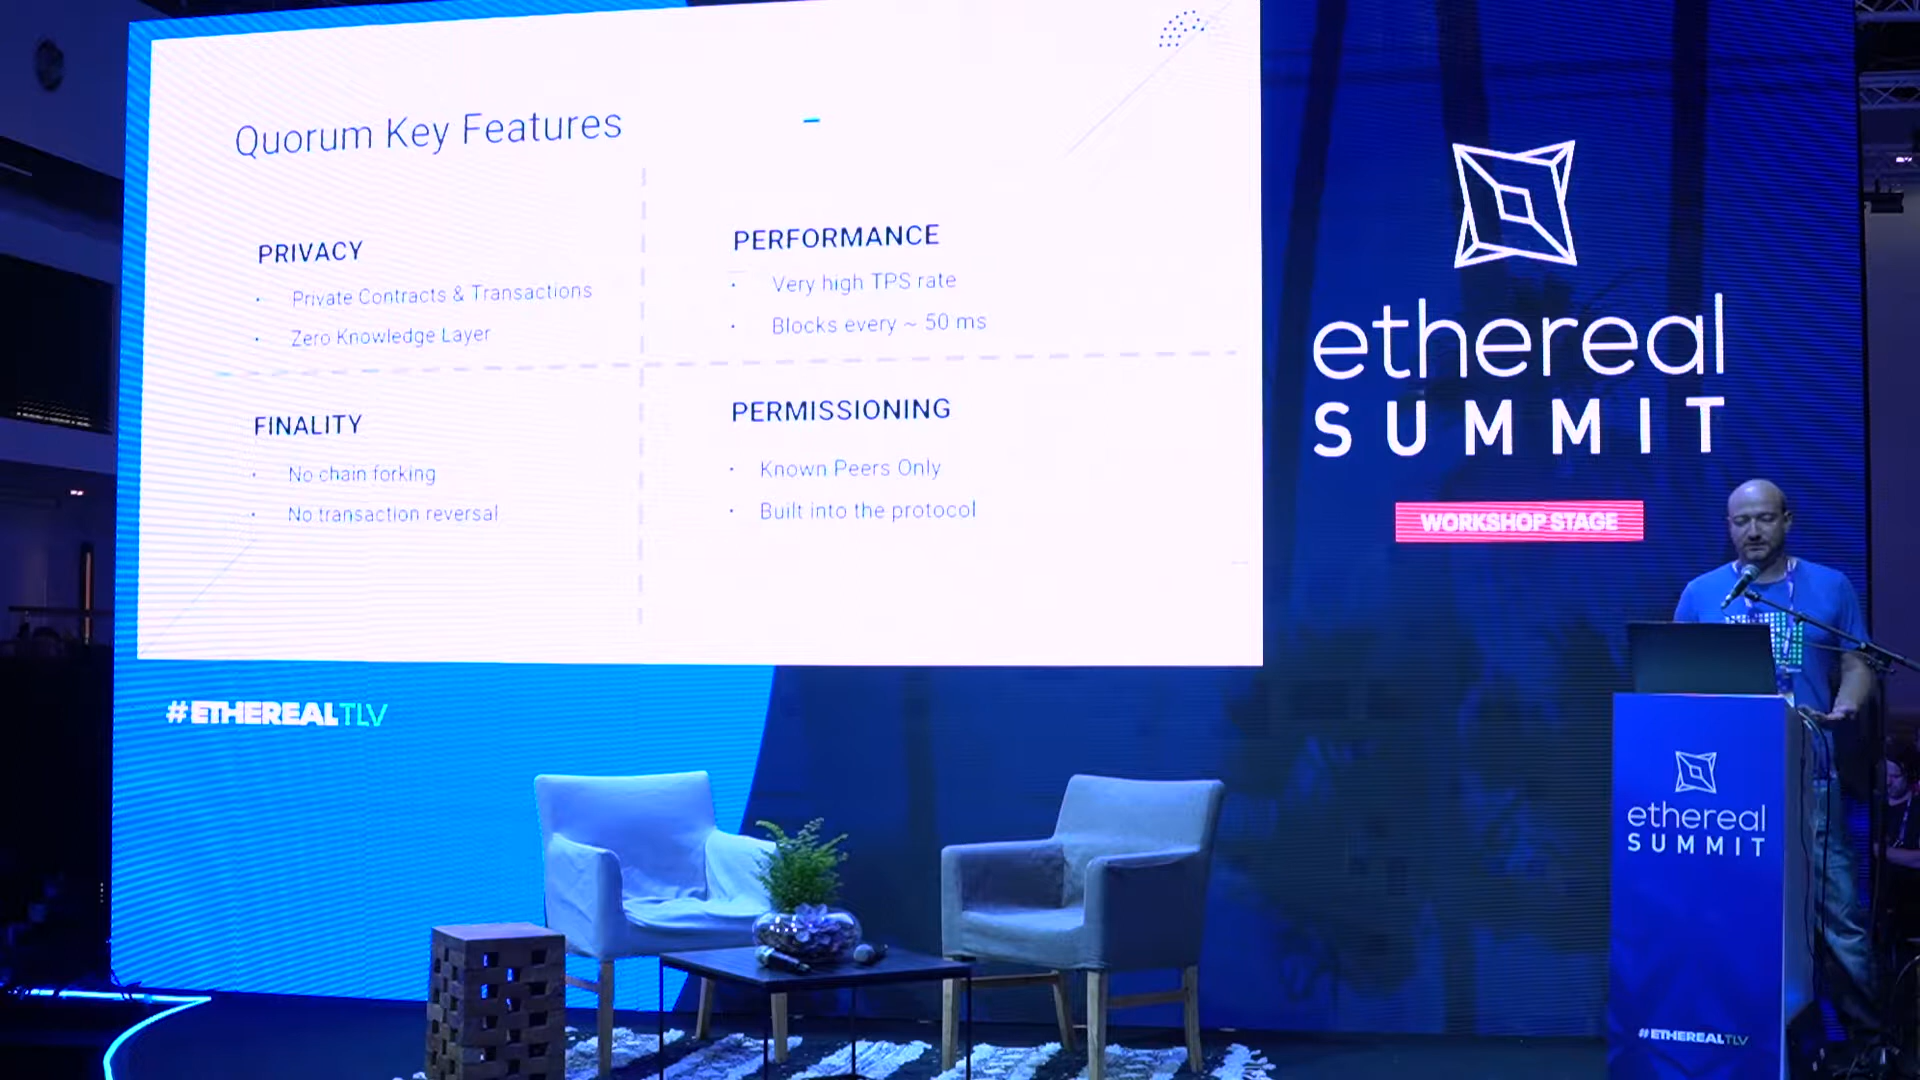 Quorum Key Features
PRIVACY
• Private Contracts & Transactions
• Zero Knowledge Layer
PERFORMANCE
• Very high TPS rate
• Blocks every ~ 50 ms
FINALITY
• No chain forking
• No transaction reversal
PERMISSIONING
• Known Peers Only
• Built into the protocol
#ETHEREALTLV
ethereal
SUMMIT
WORKSHOP STAGE
ethereal
SUMMIT
#ETHEREALTLV